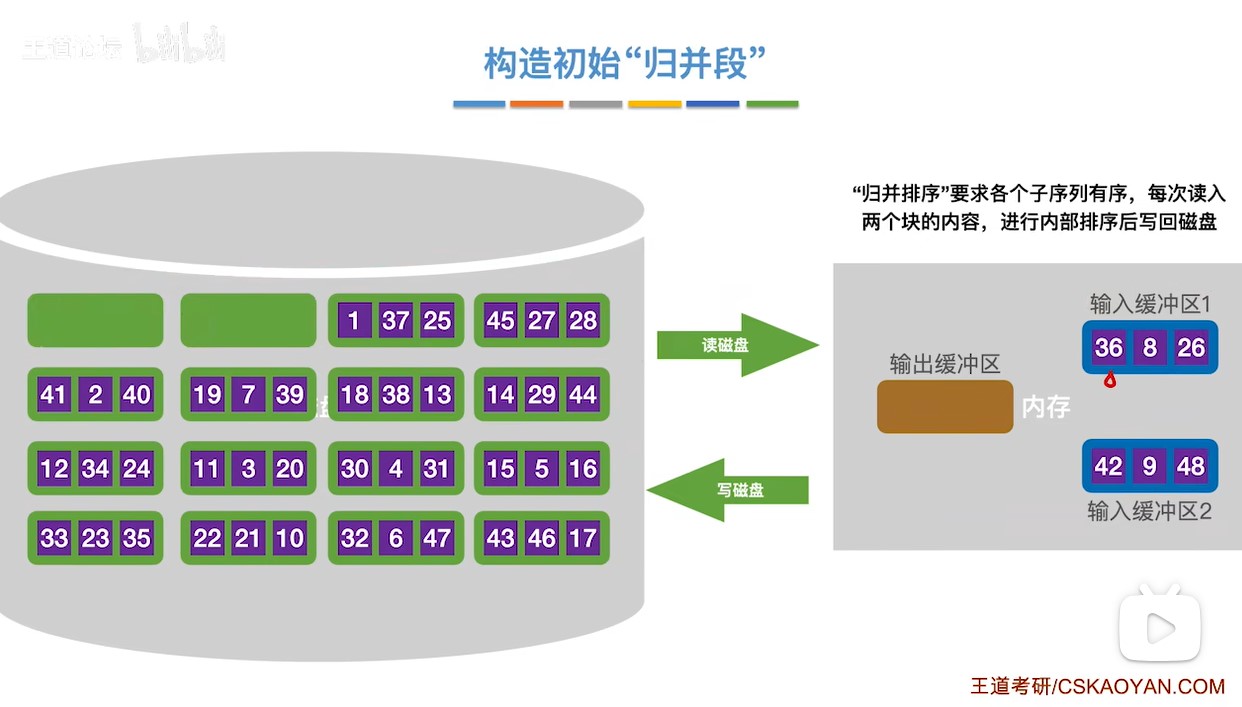 王道论坛 bilibili
构造初始“归并段”
“归并排序”要求各个子序列有序，每次读入
两个块的内容，进行内部排序后写回磁盘
1 37 25 45 27 28
41 2 40 19 7 39 18 38 13 14 29 44
12 34 24 11 3 20 30 4 31 15 5 16
33 23 35 22 21 10 32 6 47 43 46 17
读磁盘
写磁盘
输入缓冲区1
36 8 26
输出缓冲区
内存
42 9 48
输入缓冲区2
王道考研/CSKAOYAN.COM